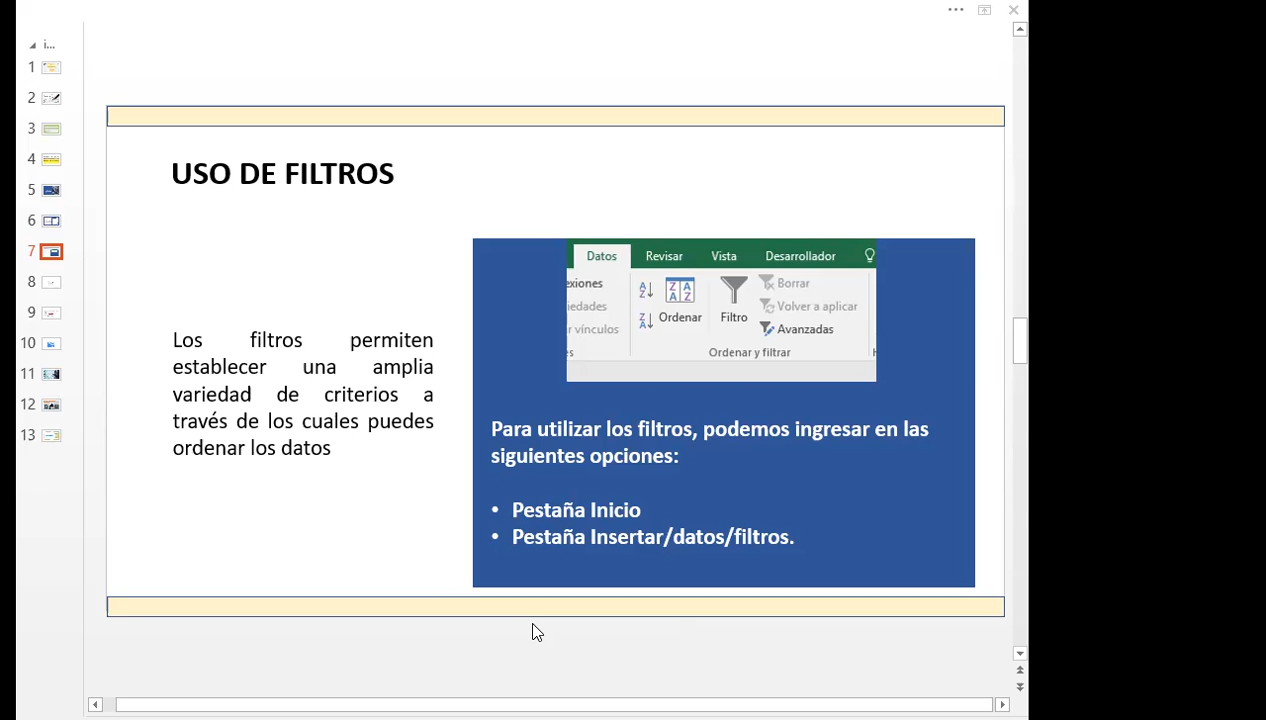 i...
1
2
3
4
5
6
7
8
9
10
11
12
13
USO DE FILTROS
Los filtros permiten
establecer una amplia
variedad de criterios a
través de los cuales puedes
ordenar los datos
Datos Revisar Vista Desarrollador
exiones
iedades
r vínculos
es
A
Z
Z
A
Z A
A Z
Ordenar
Filtro
Borrar
Volver a aplicar
Avanzadas
Ordenar y filtrar
Para utilizar los filtros, podemos ingresar en las
siguientes opciones:
• Pestaña Inicio
• Pestaña Insertar/datos/filtros.